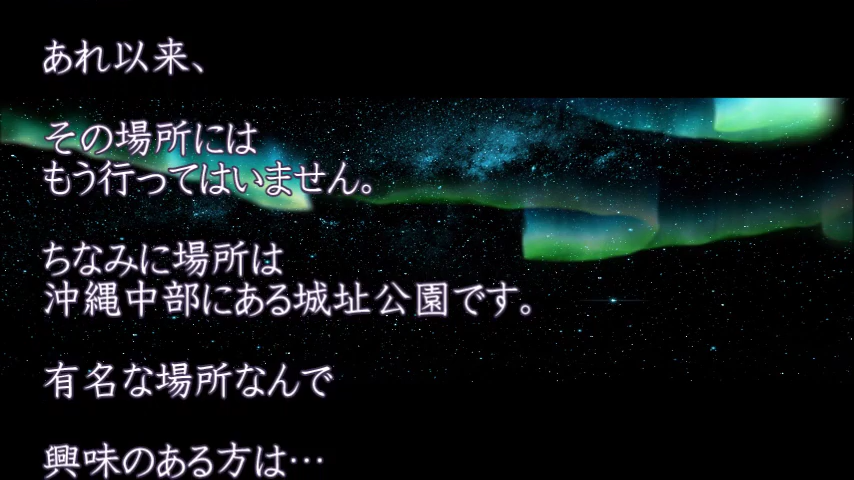 あれ以来、
その場所には
もう行ってはいません。
ちなみに場所は
沖縄中部にある城址公園です。
有名な場所なんで
興味のある方は…